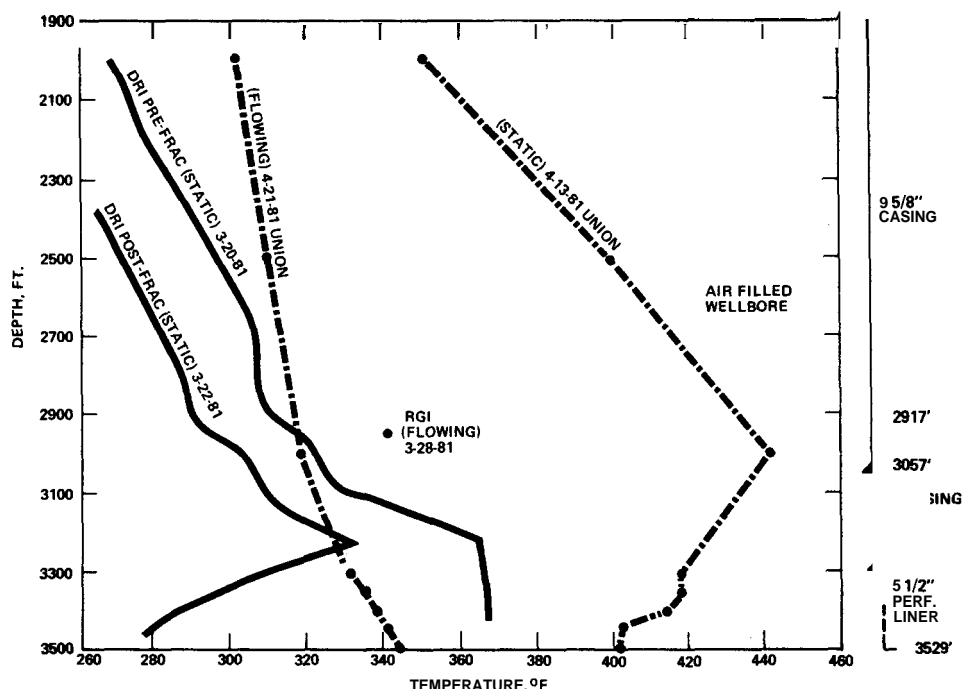 1900
2100
2300
2500
2700
2900
3100
3300
3500
DEPTH, FT.
260
280
300
320
340
360
380
400
420
440
460
TEMPERATURE, °F
DRI PRE-FRAC (STATIC) 3-20-81
DRI POST-FRAC (STATIC) 3-22-81
(FLOWING) 4-21-81 UNION
(STATIC) 4-13-81 UNION
AIR FILLED
WELLBORE
RGI
(FLOWING)
3-28-81
9 5/8"
CASING
2917'
3057'
SING
5 1/2"
PERF.
LINER
3529'